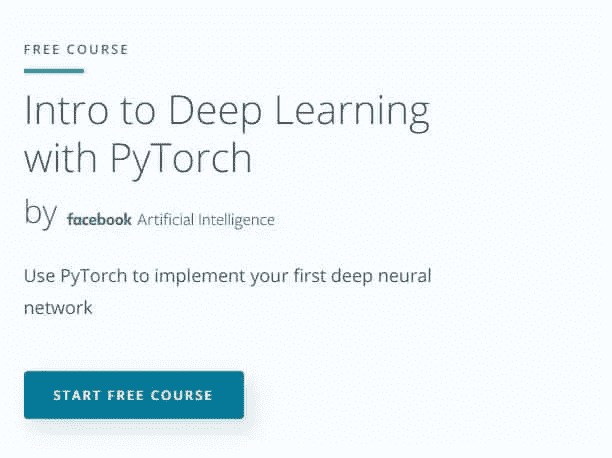 FREE COURSE
Intro to Deep Learning
with PyTorch
by facebook Artificial Intelligence
Use PyTorch to implement your first deep neural
network
START FREE COURSE